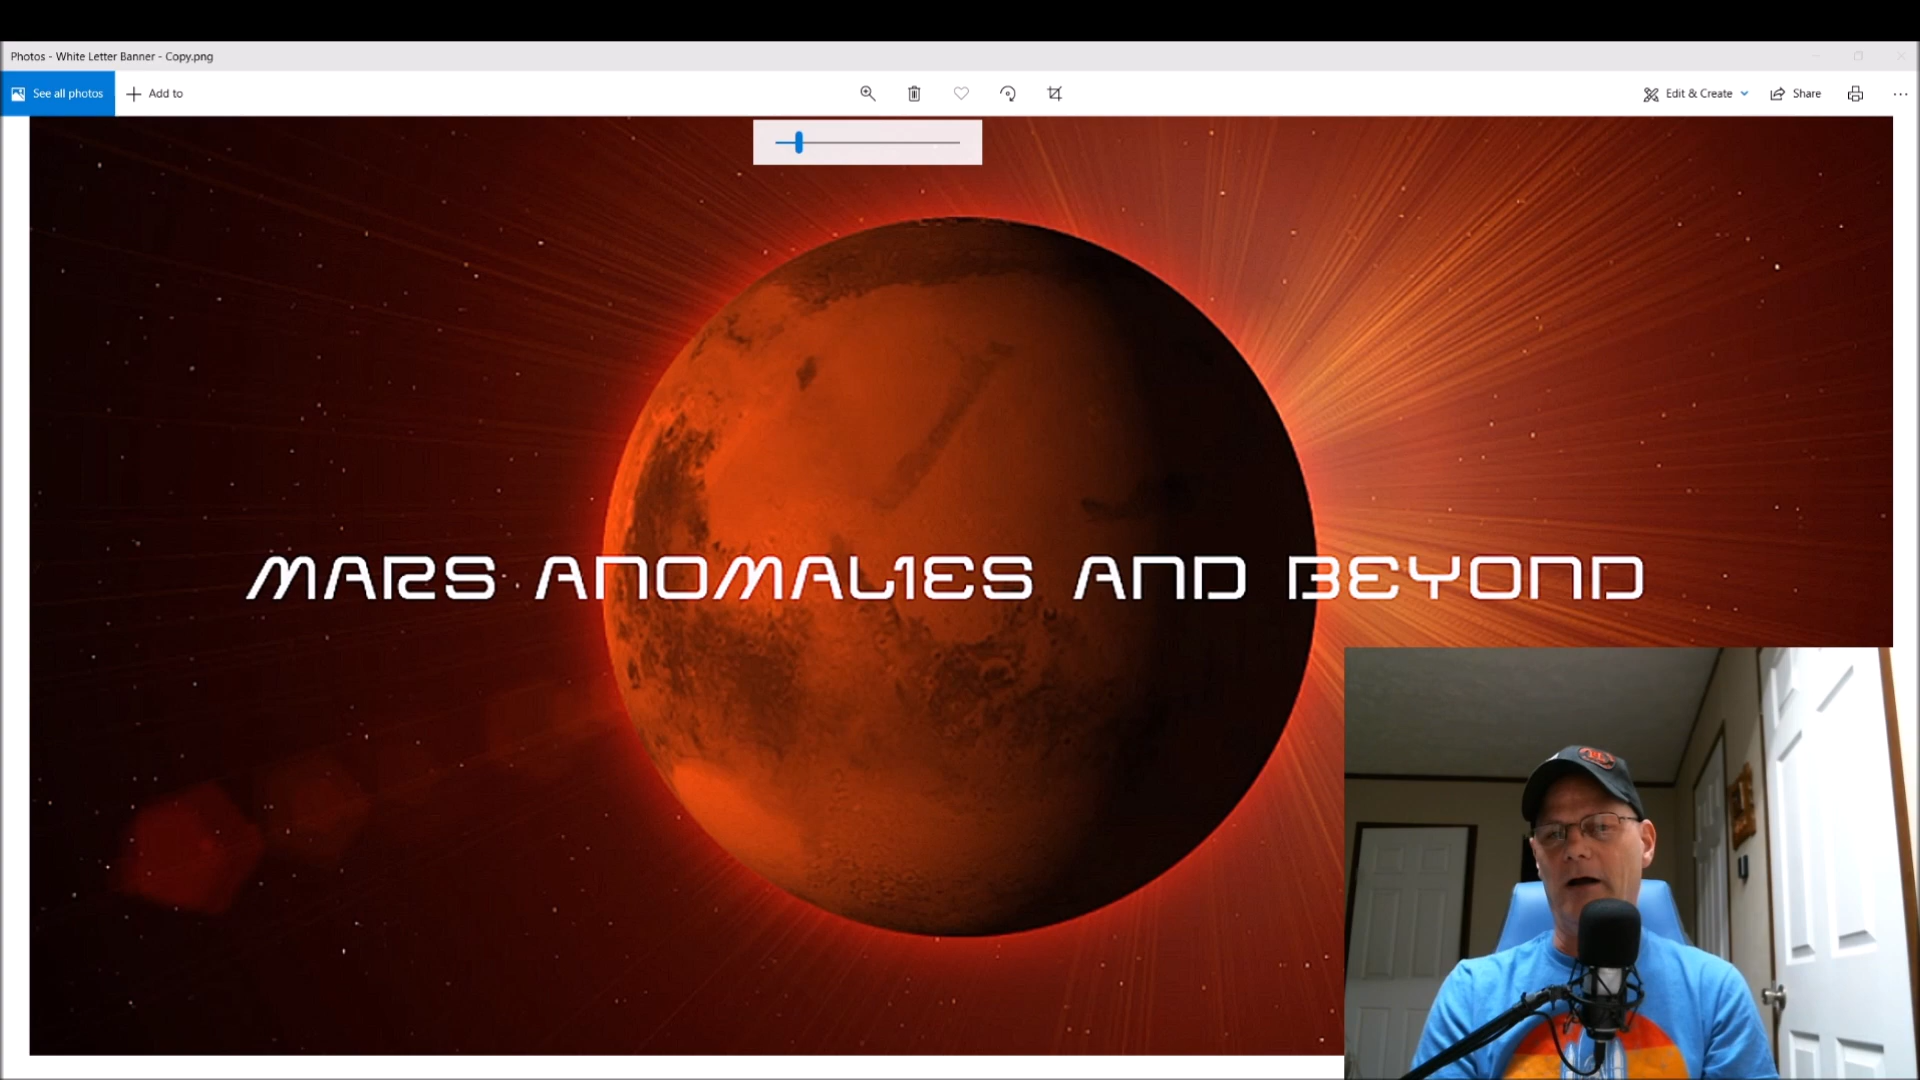 Photos - White Letter Banner - Copy.png
See all photos
Add to
Edit & Create
Share
MARS ANOMALIES AND BEYOND